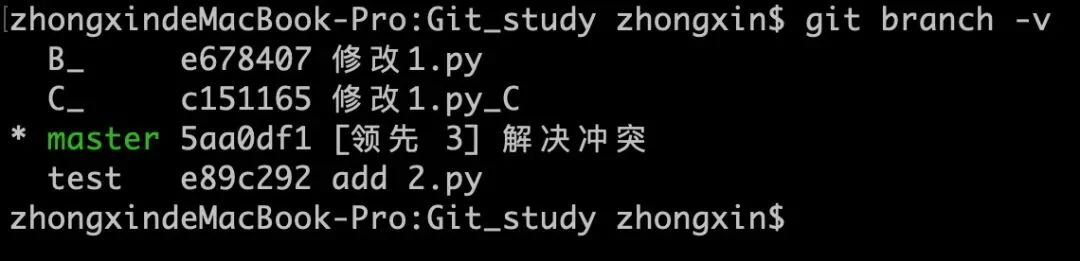 zhongxindeMacBook-Pro:Git_study zhongxin$ git branch -v
B_ e678407 修改1.py
C_ c151165 修改1.py_C
* master 5aa0df1 [领先 3] 解决冲突
test e89c292 add 2.py
zhongxindeMacBook-Pro:Git_study zhongxin$